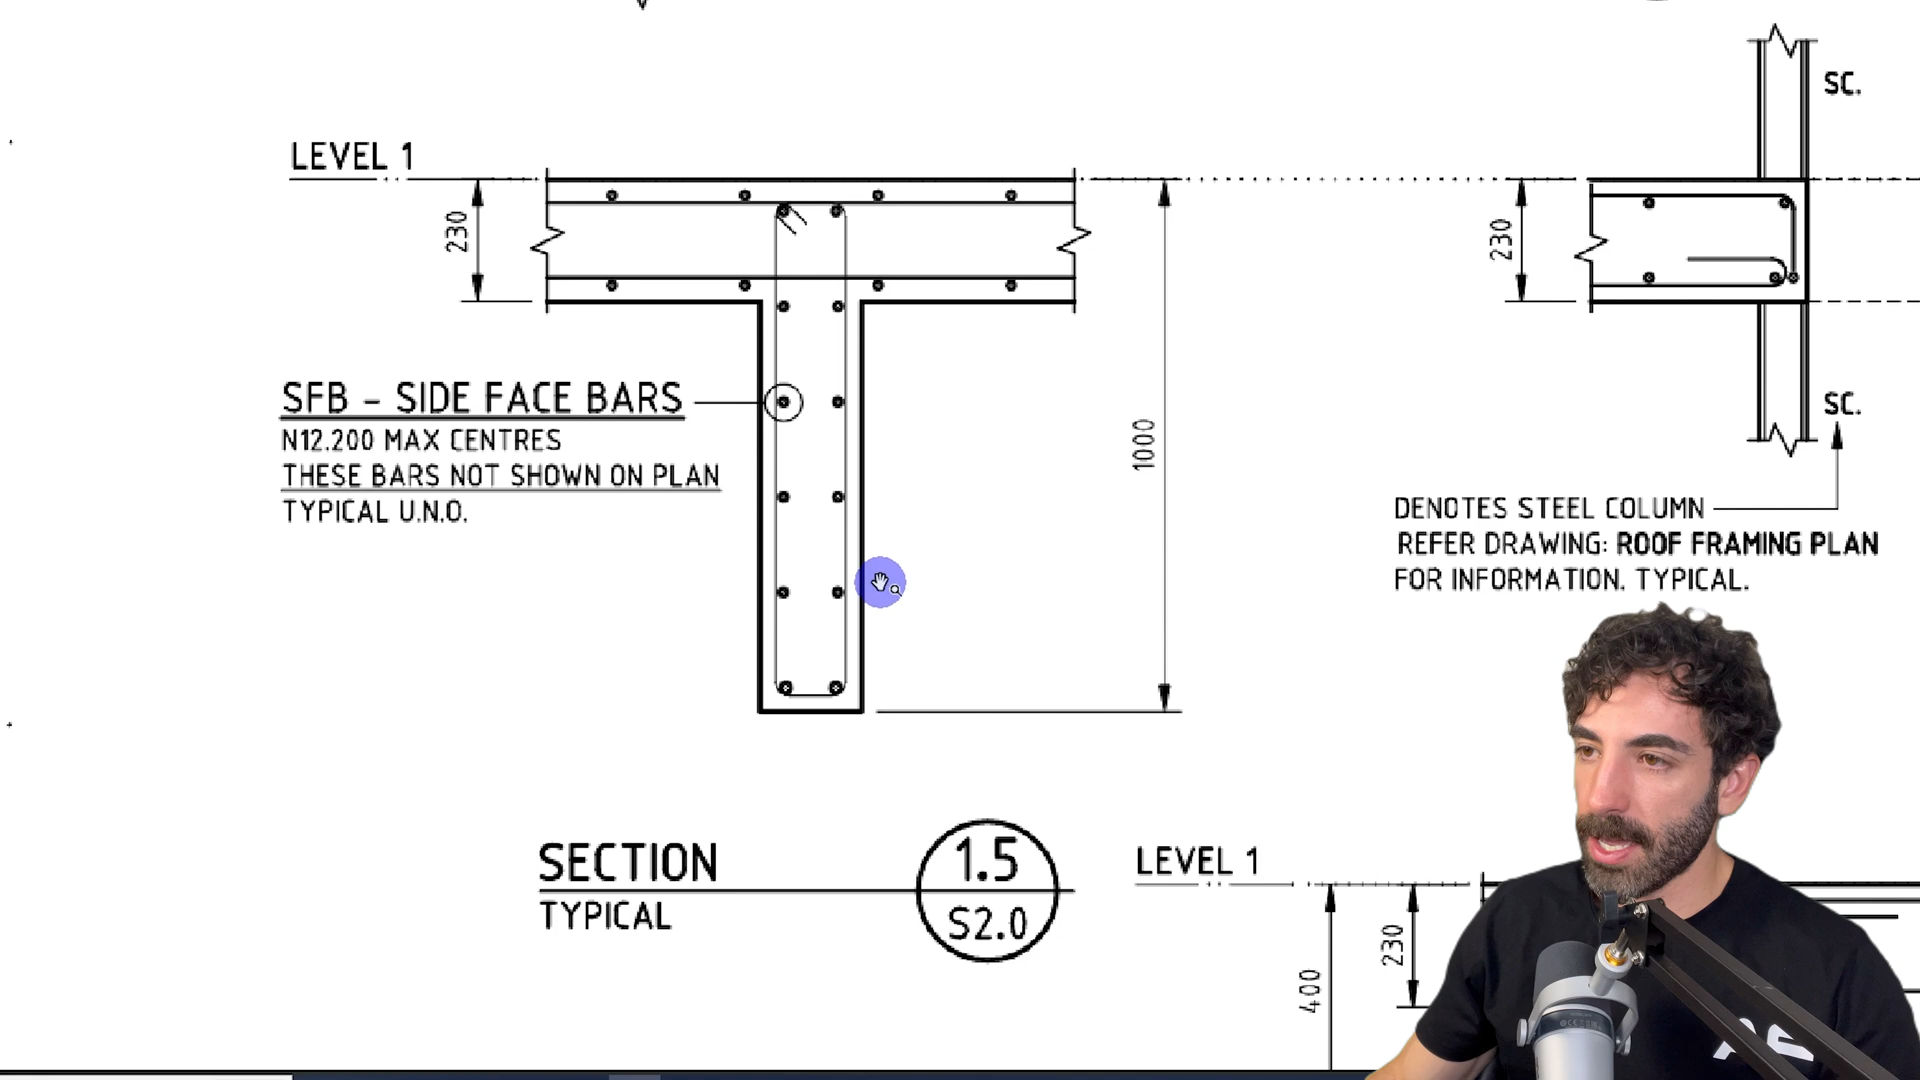 LEVEL 1
230
SFB - SIDE FACE BARS
N12.200 MAX CENTRES
THESE BARS NOT SHOWN ON PLAN
TYPICAL U.N.O.
1000
SECTION
TYPICAL
1.5
S2.0
SC.
230
SC.
DENOTES STEEL COLUMN
REFER DRAWING: ROOF FRAMING PLAN
FOR INFORMATION. TYPICAL.
LEVEL 1
230
400